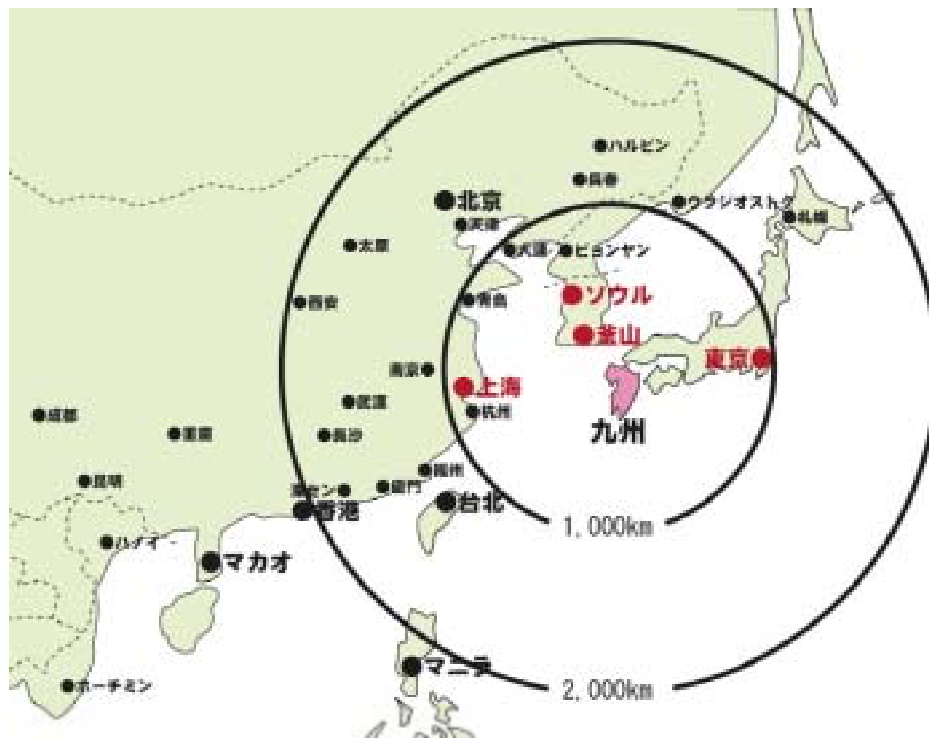 ハルビン
長春
北京
ウラジオストク
札幌
天津
太原
大連
ピョンヤン
西安
青島
ソウル
釜山
南京
東京
上海
武漢
杭州
成都
重慶
長沙
九州
昆明
福州
深セン
厦門
香港
台北
1,000km
ハノイ
マカオ
マニラ
ホーチミン
2,000km